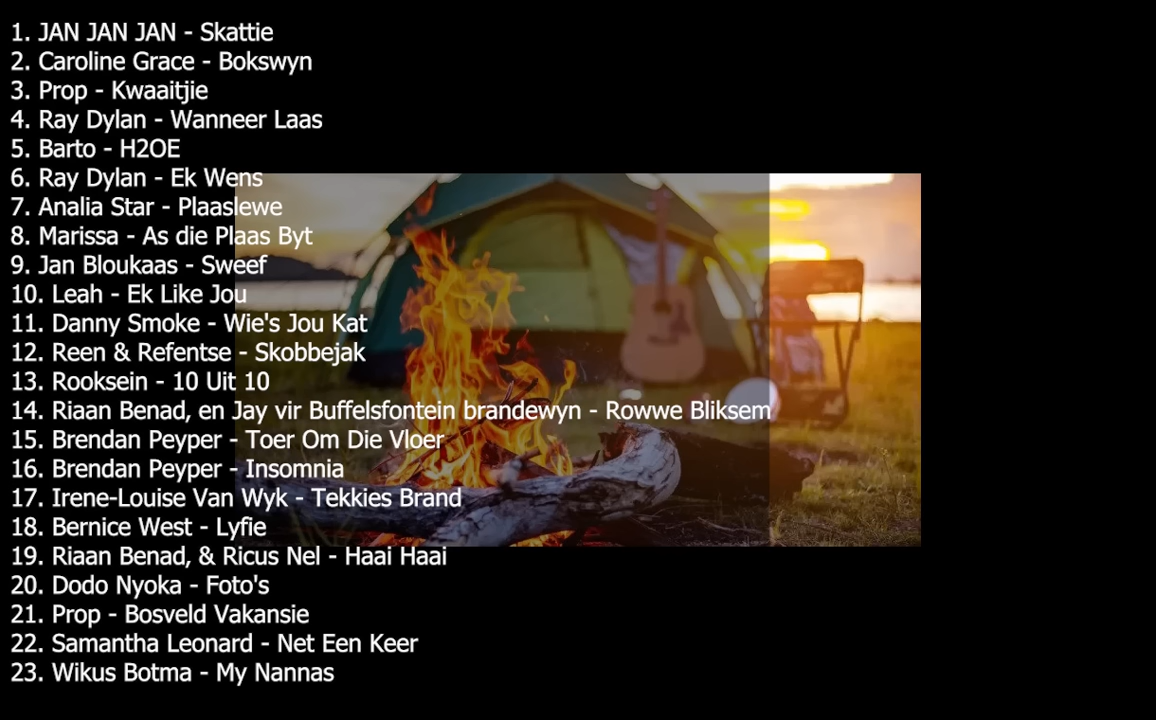 1. JAN JAN JAN - Skattie
2. Caroline Grace - Bokswyn
3. Prop - Kwaaitjie
4. Ray Dylan - Wanneer Laas
5. Barto - H2OE
6. Ray Dylan - Ek Wens
7. Analia Star - Plaaslewe
8. Marissa - As die Plaas Byt
9. Jan Bloukaas - Sweef
10. Leah - Ek Like Jou
11. Danny Smoke - Wie's Jou Kat
12. Reen & Refentse - Skobbejak
13. Rooksein - 10 Uit 10
14. Riaan Benad, en Jay vir Buffelsfontein brandewyn - Rowwe Bliksem
15. Brendan Peyper - Toer Om Die Vloer
16. Brendan Peyper - Insomnia
17. Irene-Louise Van Wyk - Tekkies Brand
18. Bernice West - Lyfie
19. Riaan Benad, & Ricus Nel - Haai Haai
20. Dodo Nyoka - Foto's
21. Prop - Bosveld Vakansie
22. Samantha Leonard - Net Een Keer
23. Wikus Botma - My Nannas